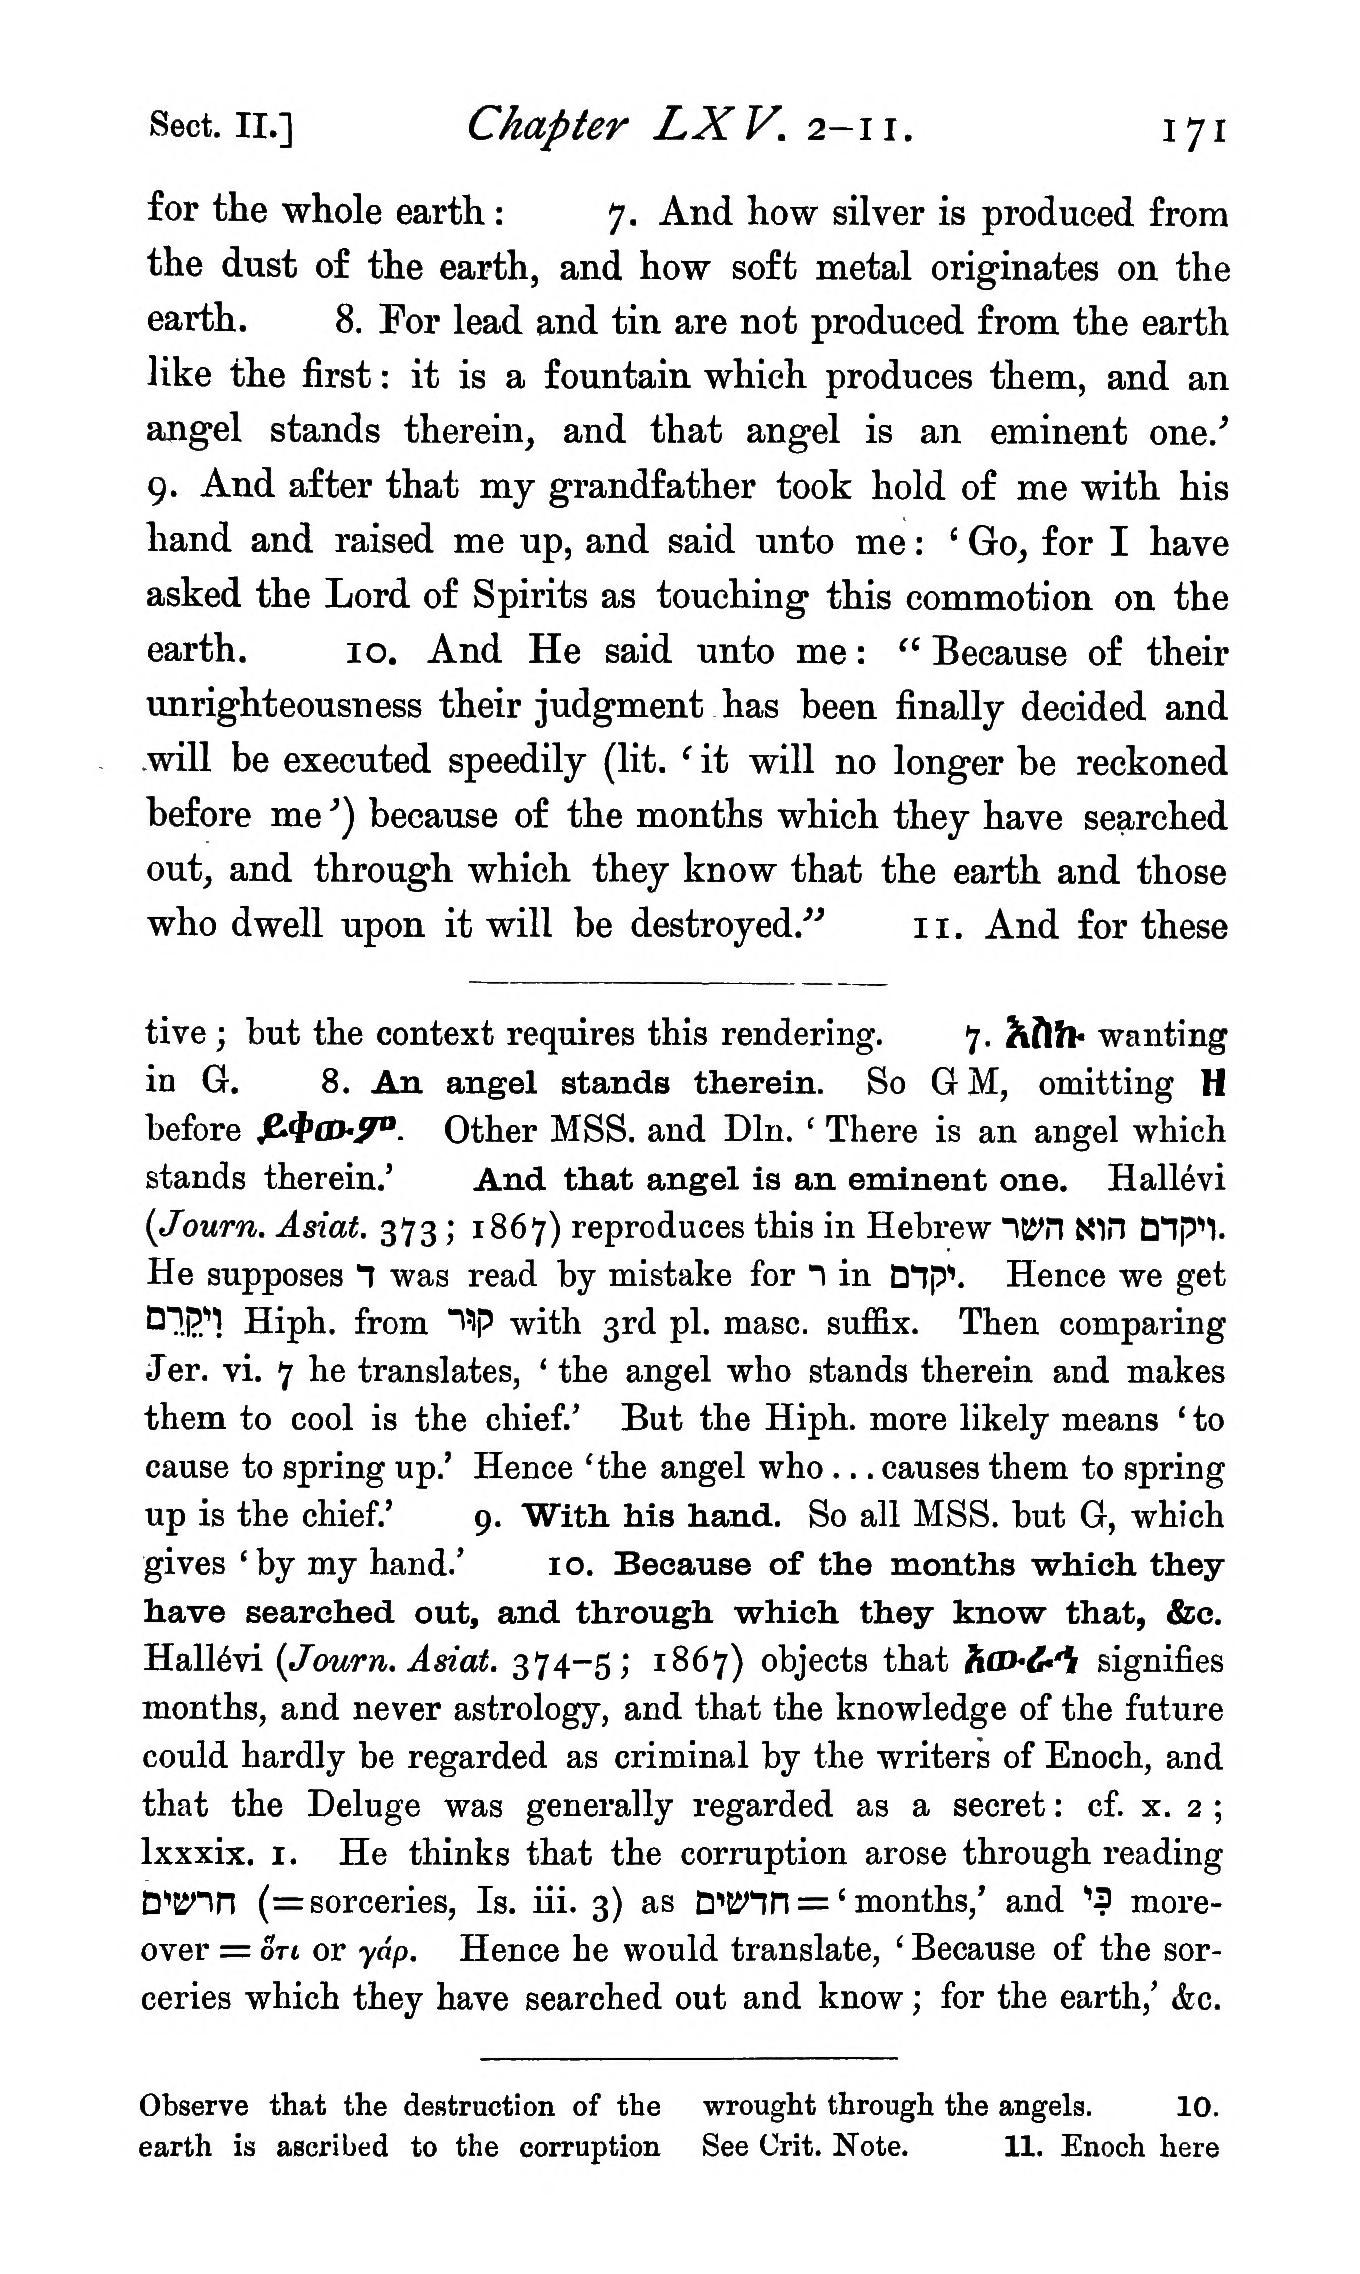 Sect. II.] Chapter LXV. 2–11. 171
for the whole earth : 7. And how silver is produced from
the dust of the earth, and how soft metal originates on the
earth. 8. For lead and tin are not produced from the earth
like the first : it is a fountain which produces them, and an
angel stands therein, and that angel is an eminent one.’
9. And after that my grandfather took hold of me with his
hand and raised me up, and said unto me : ‘ Go, for I have
asked the Lord of Spirits as touching this commotion on the
earth. 10. And He said unto me : “ Because of their
unrighteousness their judgment has been finally decided and
will be executed speedily (lit. ‘ it will no longer be reckoned
before me ’) because of the months which they have searched
out, and through which they know that the earth and those
who dwell upon it will be destroyed.” 11. And for these
tive ; but the context requires this rendering. 7. እስኩ wanting
in G. 8. An angel stands therein. So G M, omitting ዘ
before ይቀውም. Other MSS. and Dln. ‘ There is an angel which
stands therein.’ And that angel is an eminent one. Hallévi
(Journ. Asiat. 373 ; 1867) reproduces this in Hebrew ויקדם הוא השר.
He supposes ד was read by mistake for ר in יקדם. Hence we get
וַיְקִרֵם Hiph. from קוּר with 3rd pl. masc. suffix. Then comparing
Jer. vi. 7 he translates, ‘ the angel who stands therein and makes
them to cool is the chief.’ But the Hiph. more likely means ‘ to
cause to spring up.’ Hence ‘the angel who ... causes them to spring
up is the chief.’ 9. With his hand. So all MSS. but G, which
gives ‘ by my hand.’ 10. Because of the months which they
have searched out, and through which they know that, &c.
Hallévi (Journ. Asiat. 374–5 ; 1867) objects that አውራኅ signifies
months, and never astrology, and that the knowledge of the future
could hardly be regarded as criminal by the writers of Enoch, and
that the Deluge was generally regarded as a secret : cf. x. 2 ;
lxxxix. 1. He thinks that the corruption arose through reading
חרשים (= sorceries, Is. iii. 3) as חדשים = ‘ months,’ and כִּי more-
over = ὅτι or γάρ. Hence he would translate, ‘ Because of the sor-
ceries which they have searched out and know ; for the earth,’ &c.
Observe that the destruction of the
earth is ascribed to the corruption
wrought through the angels. 10.
See Crit. Note. 11. Enoch here